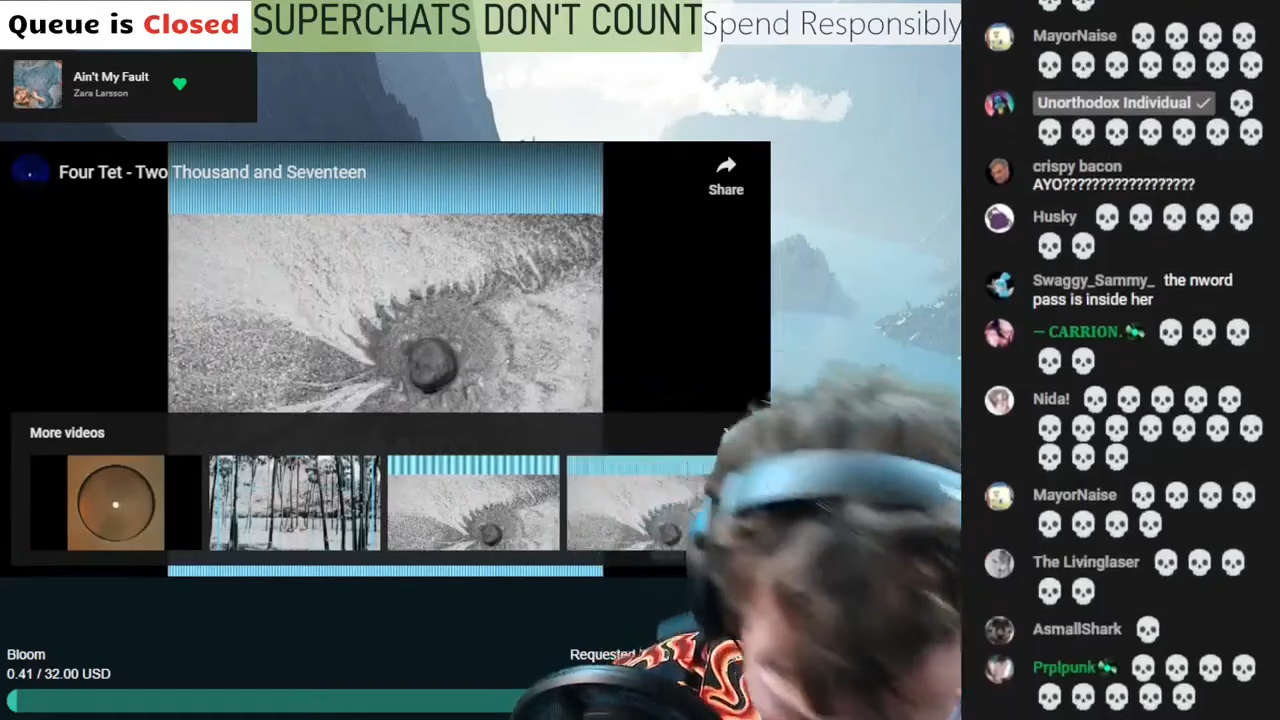 Queue is Closed
SUPERCHATS DON'T COUNT
Spend Responsibly
Ain't My Fault
Zara Larsson
Four Tet - Two Thousand and Seventeen
Share
More videos
Bloom
0.41 / 32.00 USD
Requested
MayorNaise 💀 💀 💀 💀
💀 💀 💀 💀 💀 💀 💀
Unorthodox Individual ✓ 💀
💀 💀 💀 💀 💀 💀 💀
crispy bacon
AYO??????????????????
Husky 💀 💀 💀 💀 💀
💀 💀
Swaggy_Sammy_ the nword
pass is inside her
– CARRION. 💀 💀 💀
💀 💀
Nida! 💀 💀 💀 💀 💀
💀 💀 💀 💀 💀 💀 💀
💀 💀 💀
MayorNaise 💀 💀 💀 💀
💀 💀 💀 💀
The Livinglaser 💀 💀 💀
💀 💀
AsmallShark 💀
Prplpunk 💀 💀 💀 💀
💀 💀 💀 💀 💀